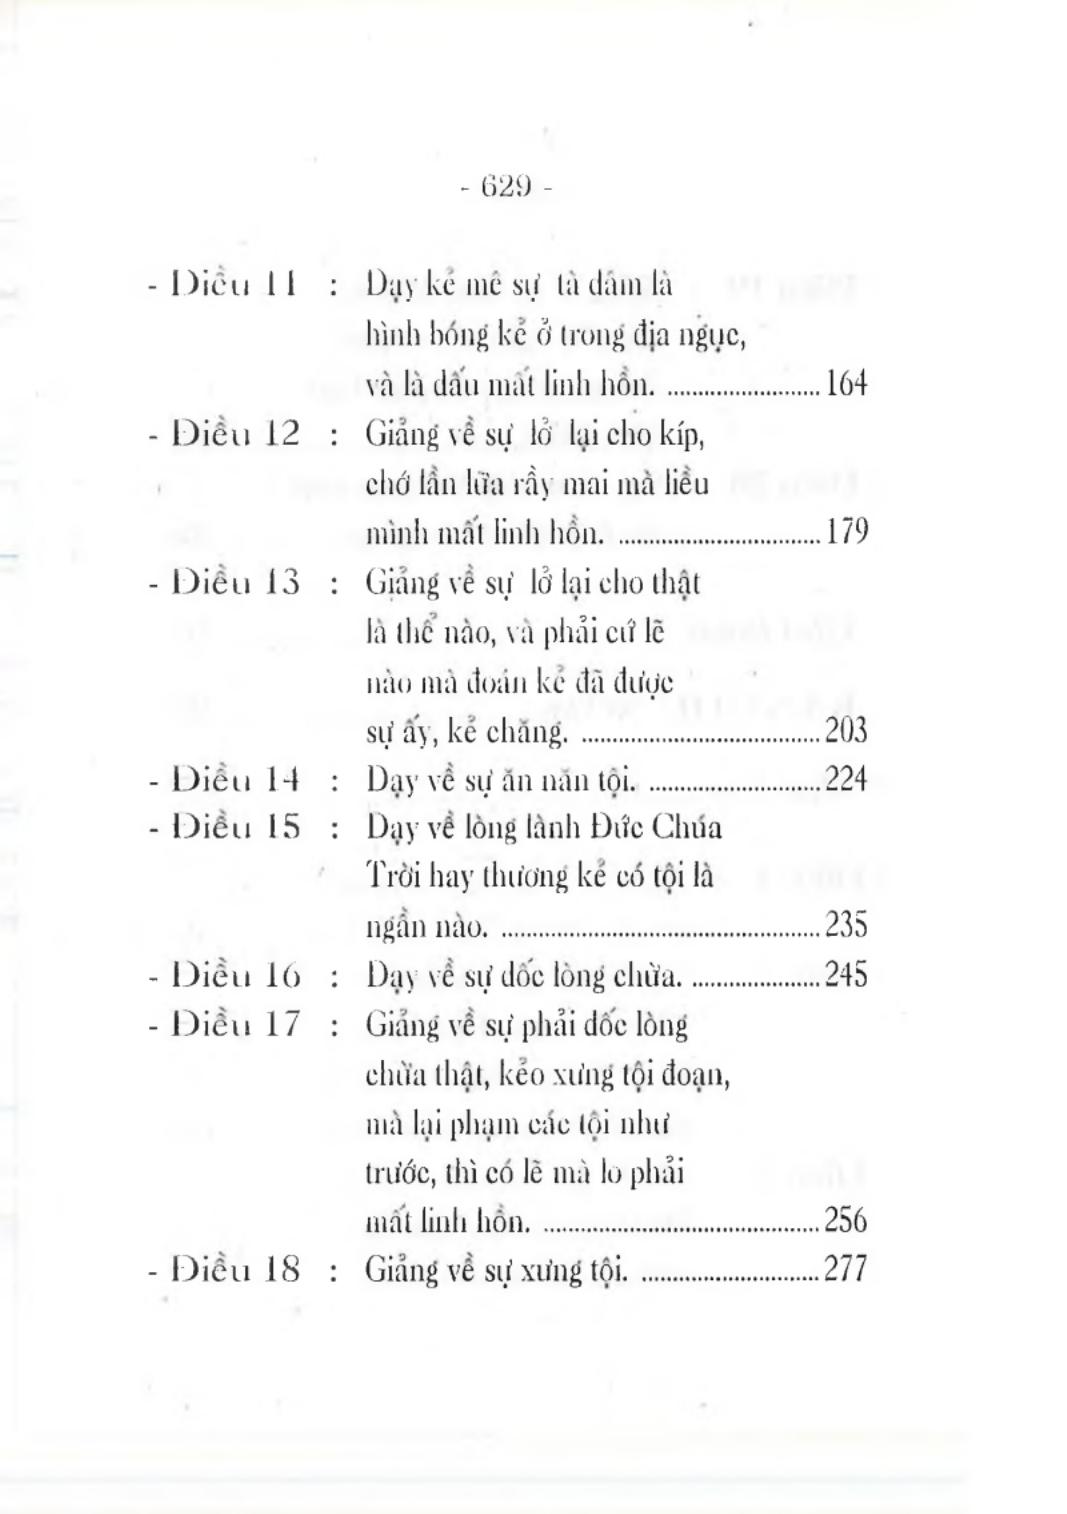 - 629 -
- Điều 11 : Dạy kẻ mê sự tà dâm là
hình bóng kẻ ở trong địa ngục,
và là dấu mất linh hồn. ........................ 164
- Điều 12 : Giảng về sự lở lại cho kíp,
chớ lần lữa rầy mai mà liều
mình mất linh hồn. ................................ 179
- Điều 13 : Giảng về sự lở lại cho thật
là thể nào, và phải cứ lẽ
nào mà đoán kẻ đã được
sự ấy, kẻ chăng. ...................................... 203
- Điều 14 : Dạy về sự ăn năn tội. ........................... 224
- Điều 15 : Dạy về lòng lành Đức Chúa
Trời hay thương kẻ có tội là
ngần nào. ................................................... 235
- Điều 16 : Dạy về sự dốc lòng chừa. .................... 245
- Điều 17 : Giảng về sự phải dốc lòng
chừa thật, kẻo xưng tội đoạn,
mà lại phạm các tội như
trước, thì có lẽ mà lo phải
mất linh hồn. ............................................ 256
- Điều 18 : Giảng về sự xưng tội. ............................ 277